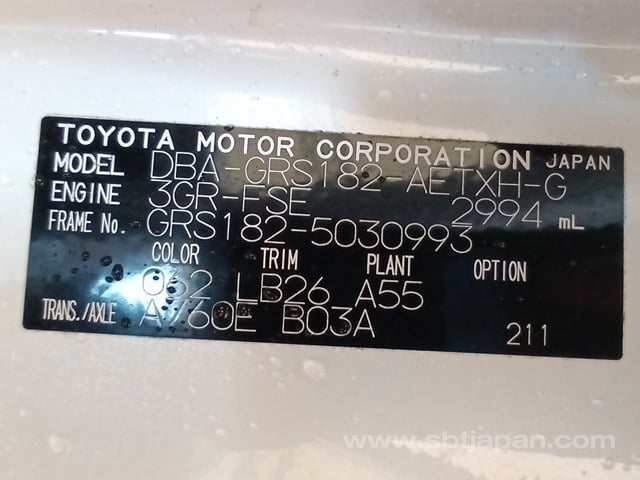 TOYOTA MOTOR CORPORATION JAPAN
MODEL DBA-GRS182-AETXH-G
ENGINE 3GR-FSE 2994 mL
FRAME No. GRS182-5030993
COLOR TRIM PLANT OPTION
062 LB26 A55
TRANS./AXLE A760E B03A 211
www.sbtjapan.com